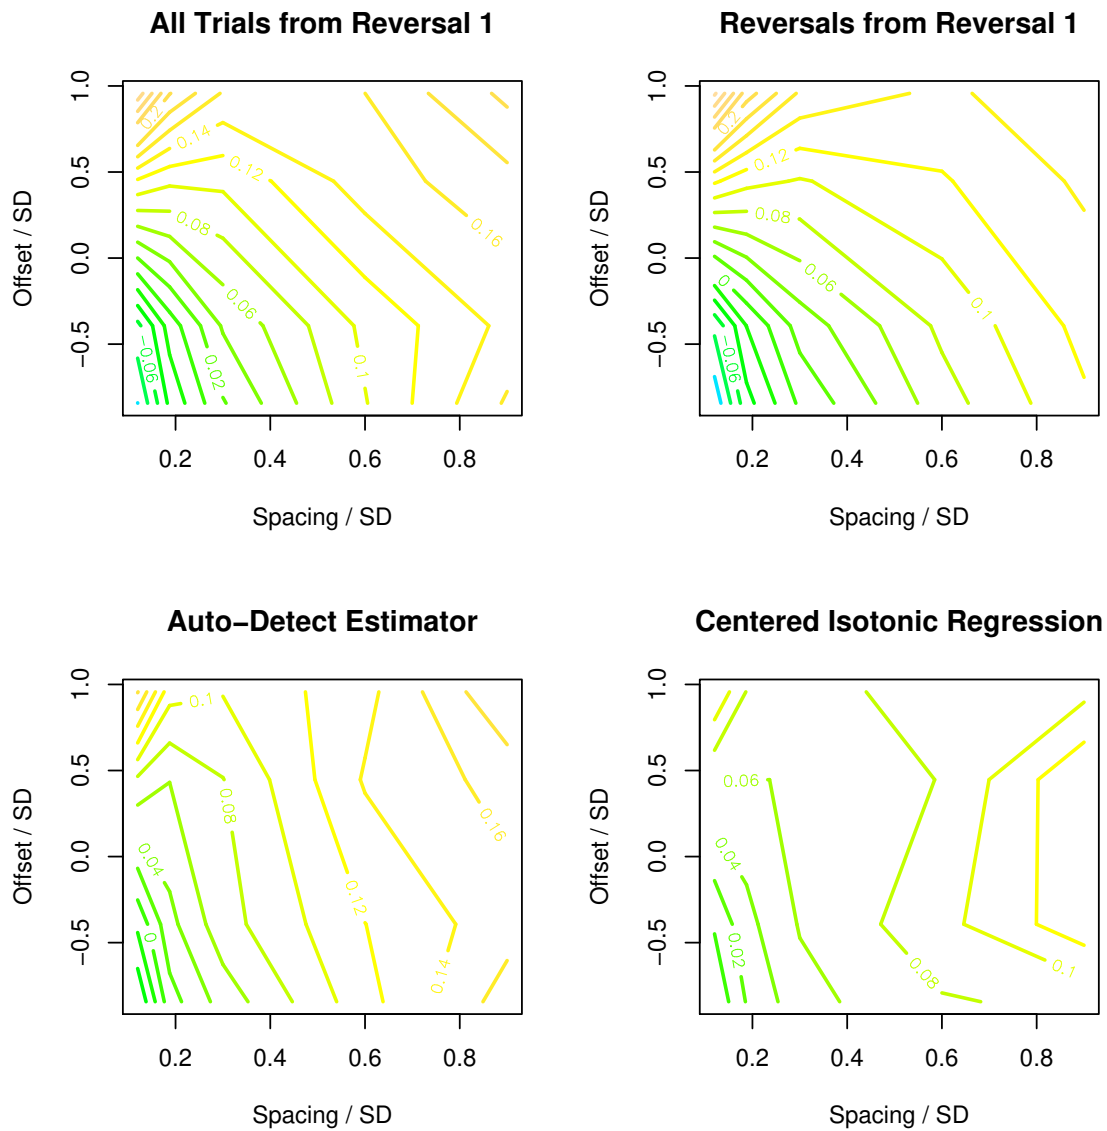 All Trials from Reversal 1
1.0
0.5
0.0
−0.5
Offset / SD
0.2
0.14
0.12
0.16
0.08
0.06
0.02
−0.06
0.1
0.2 0.4 0.6 0.8
Spacing / SD
Reversals from Reversal 1
1.0
0.5
0.0
−0.5
Offset / SD
0.2
0.12
0.08
0
0.06
0.1
−0.06
0.2 0.4 0.6 0.8
Spacing / SD
Auto−Detect Estimator
1.0
0.5
0.0
−0.5
Offset / SD
0.1
0.08
0.16
0.04
0.12
0
0.14
0.2 0.4 0.6 0.8
Spacing / SD
Centered Isotonic Regression
1.0
0.5
0.0
−0.5
Offset / SD
0.06
0.04
0.02
0.08
0.1
0.2 0.4 0.6 0.8
Spacing / SD